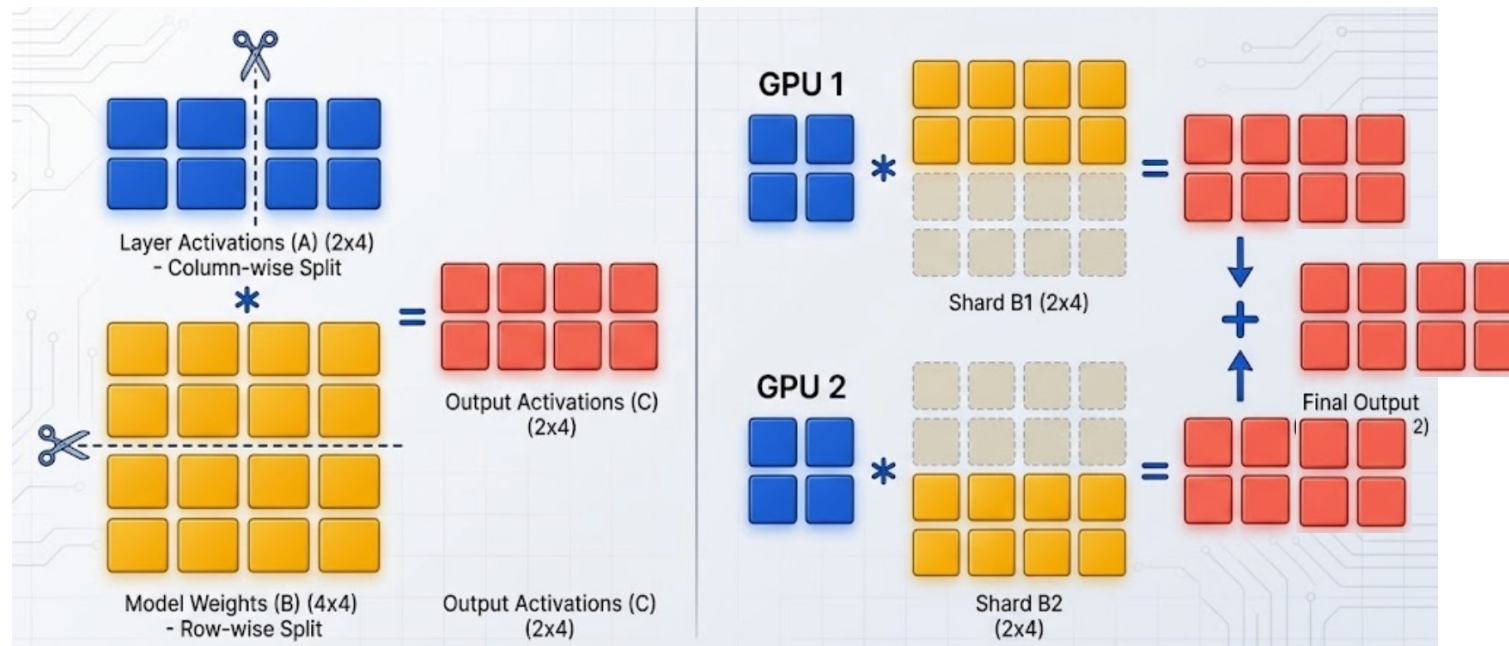 Layer Activations (A) (2x4)
- Column-wise Split
*
=
Output Activations (C)
(2x4)
Model Weights (B) (4x4)
- Row-wise Split
Output Activations (C)
(2x4)
GPU 1
*
=
Shard B1 (2x4)
+
GPU 2
*
=
Shard B2
(2x4)
Final Output
2)